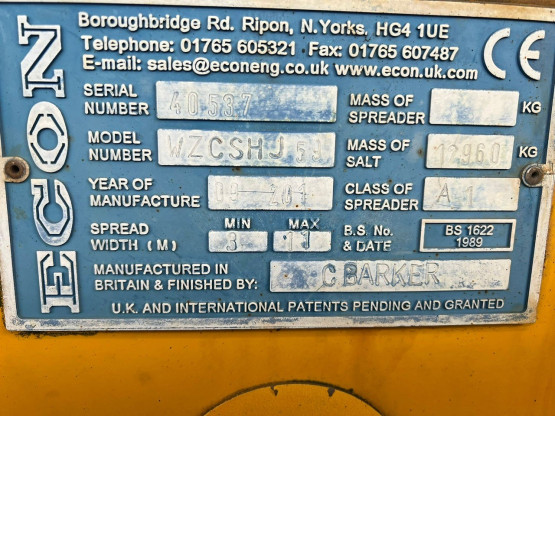 Boroughbridge Rd. Ripon, N.Yorks, HG4 1UE
Telephone: 01765 605321 Fax: 01765 607487
E-mail: sales@econeng.co.uk www.econ.uk.com
CE
ECON
SERIAL NUMBER 40537 MASS OF SPREADER KG
MODEL NUMBER MASS OF SALT 12960 KG
YEAR OF MANUFACTURE CLASS OF SPREADER A 1
SPREAD WIDTH (M) MIN 3 MAX 11 B.S. No. & DATE BS 1622 1989
MANUFACTURED IN BRITAIN & FINISHED BY: C BARKER
U.K. AND INTERNATIONAL PATENTS PENDING AND GRANTED